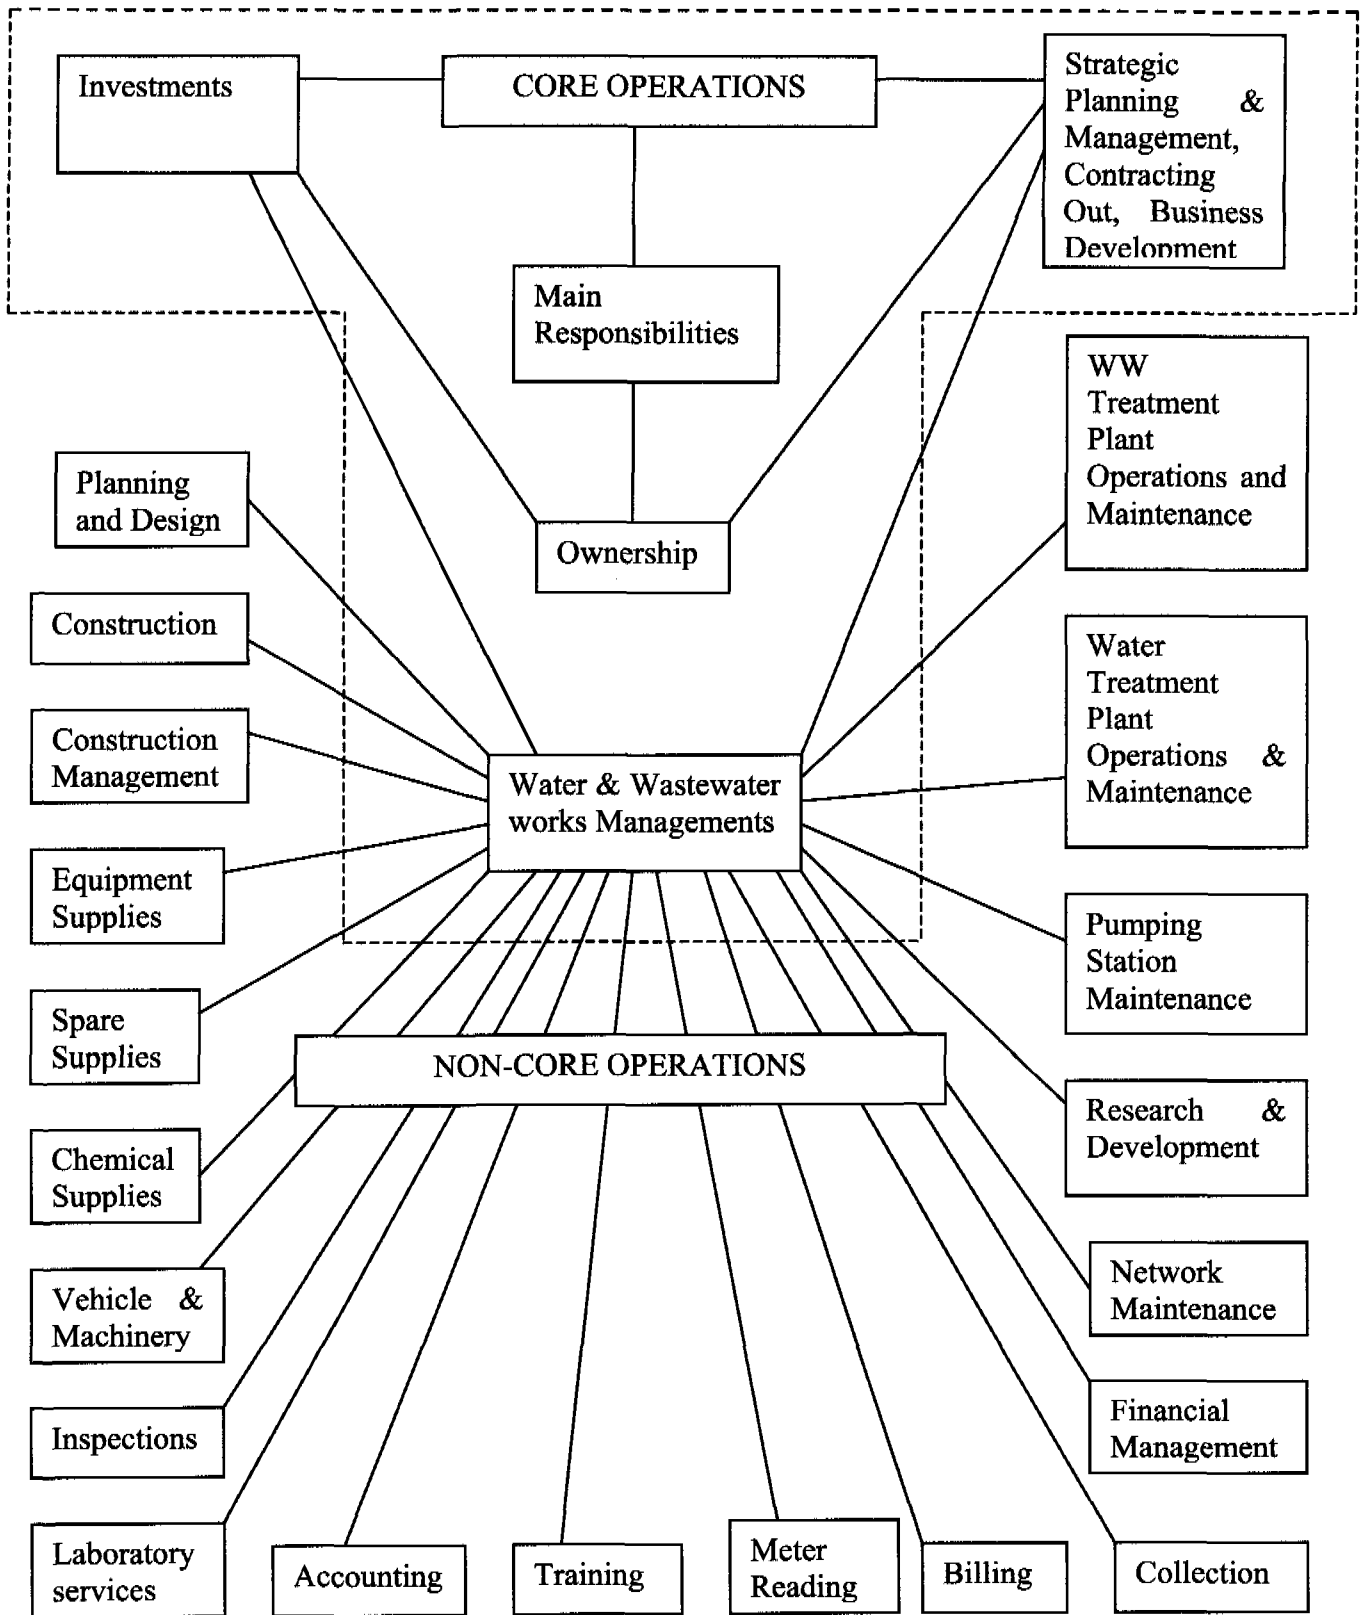 Investments
CORE OPERATIONS
Strategic
Planning &
Management,
Contracting
Out, Business
Development
Main
Responsibilities
Ownership
WW
Treatment
Plant
Operations and
Maintenance
Planning
and Design
Construction
Water
Treatment
Plant
Operations &
Maintenance
Construction
Management
Water & Wastewater
works Managements
Equipment
Supplies
Pumping
Station
Maintenance
Spare
Supplies
NON-CORE OPERATIONS
Research &
Development
Chemical
Supplies
Network
Maintenance
Vehicle &
Machinery
Financial
Management
Inspections
Laboratory
services
Accounting
Training
Meter
Reading
Billing
Collection